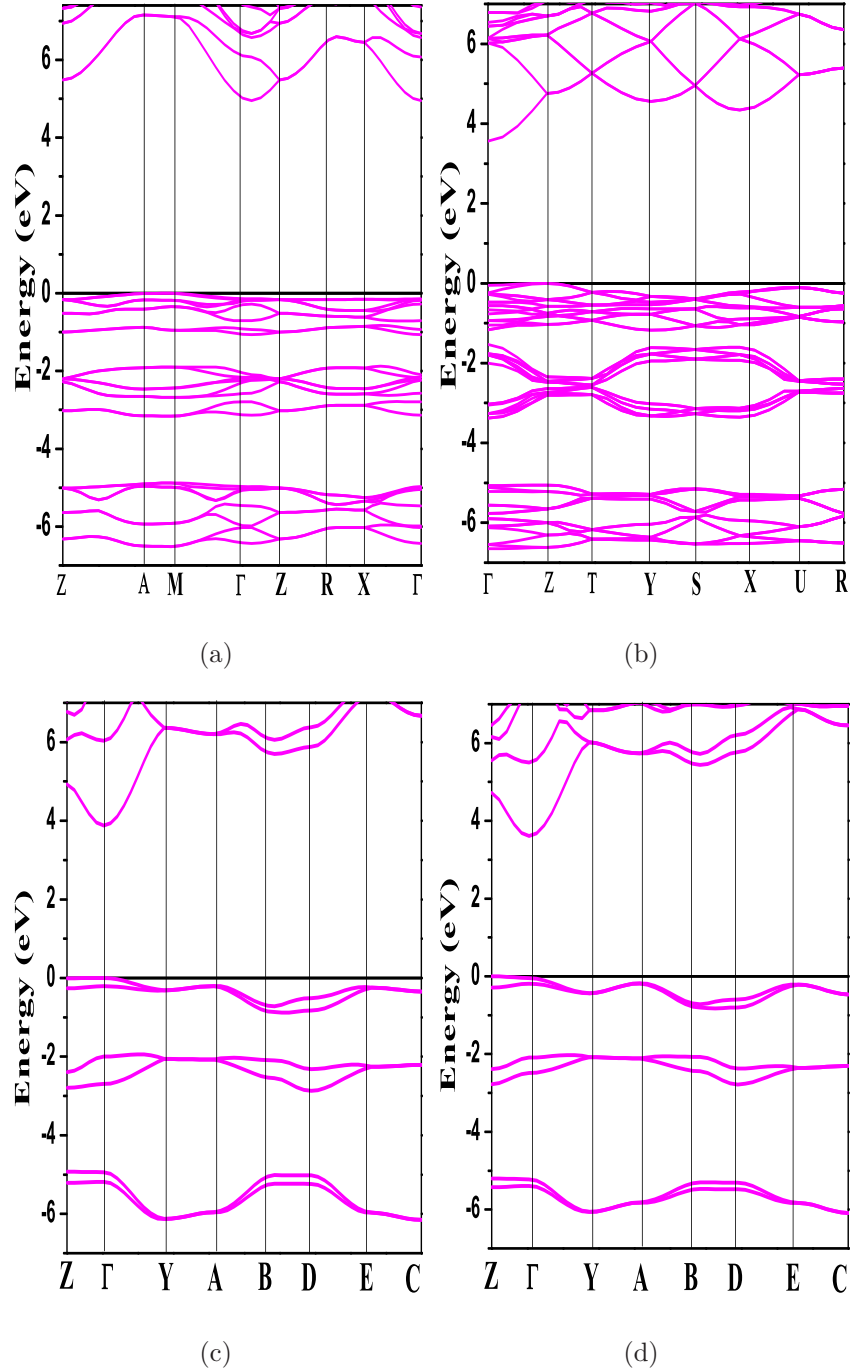 6
4
2
0
-2
-4
-6
Energy (eV)
Z A M Γ Z R X Γ
(a)
6
4
2
0
-2
-4
-6
Energy (eV)
Γ Z T Y S X U R
(b)
6
4
2
0
-2
-4
-6
Energy (eV)
Z Γ Y A B D E C
(c)
6
4
2
0
-2
-4
-6
Energy (eV)
Z Γ Y A B D E C
(d)